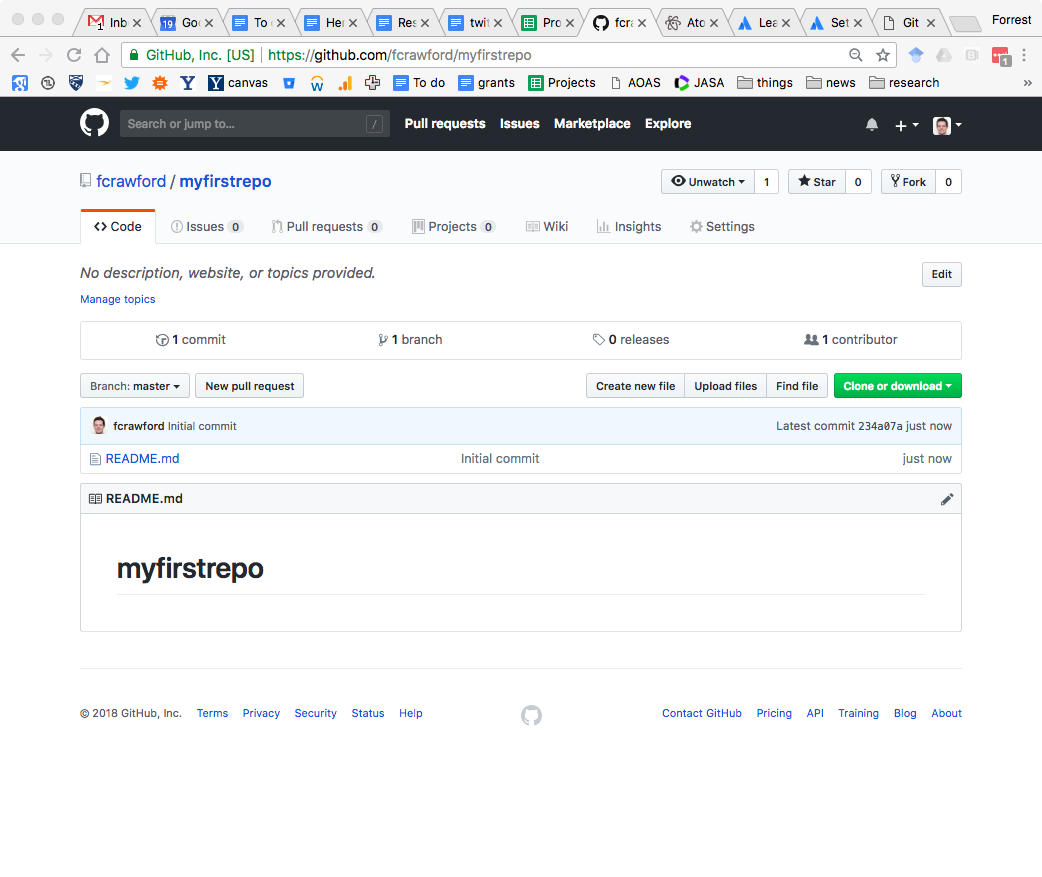 Inb Goo To Her Res twit Pro fcra Ato Lea Set Git Forrest
GitHub, Inc. [US] https://github.com/fcrawford/myfirstrepo
canvas To do grants Projects AOAS JASA things news research »
Search or jump to... / Pull requests Issues Marketplace Explore
fcrawford / myfirstrepo Unwatch 1 Star 0 Fork 0
Code Issues 0 Pull requests 0 Projects 0 Wiki Insights Settings
No description, website, or topics provided. Edit
Manage topics
1 commit 1 branch 0 releases 1 contributor
Branch: master New pull request Create new file Upload files Find file Clone or download
fcrawford Initial commit Latest commit 234a07a just now
README.md Initial commit just now
README.md
myfirstrepo
© 2018 GitHub, Inc. Terms Privacy Security Status Help Contact GitHub Pricing API Training Blog About